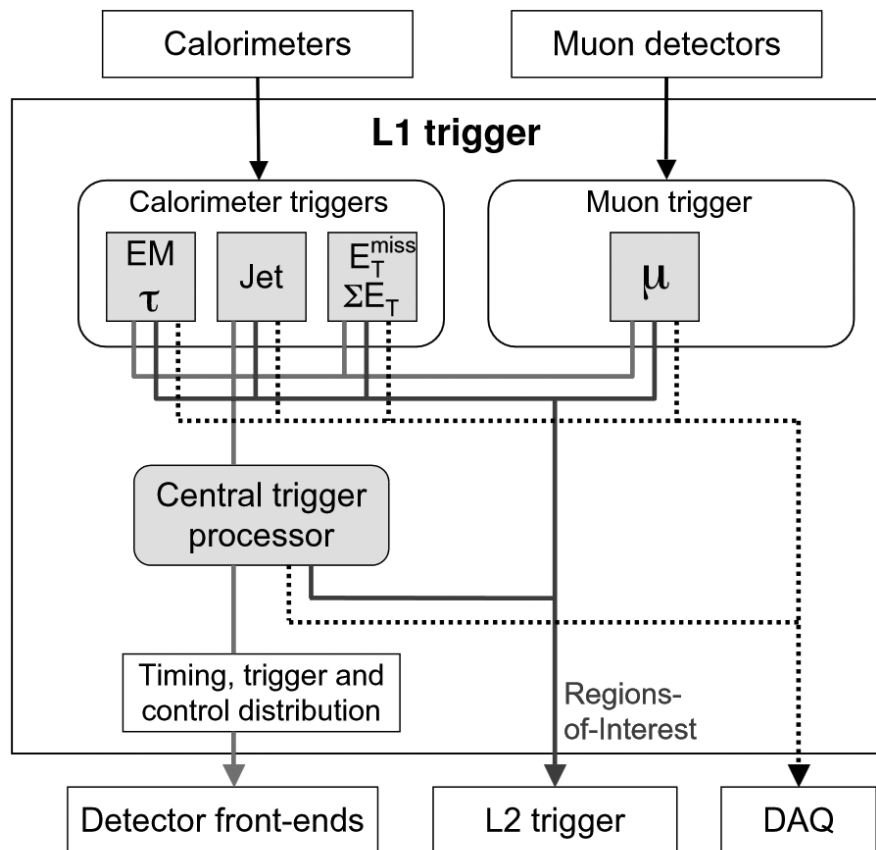 Calorimeters
Muon detectors
L1 trigger
Calorimeter triggers
Muon trigger
EM
τ
Jet
E_T^miss
ΣE_T
μ
Central trigger
processor
Timing, trigger and
control distribution
Regions-
of-Interest
Detector front-ends
L2 trigger
DAQ